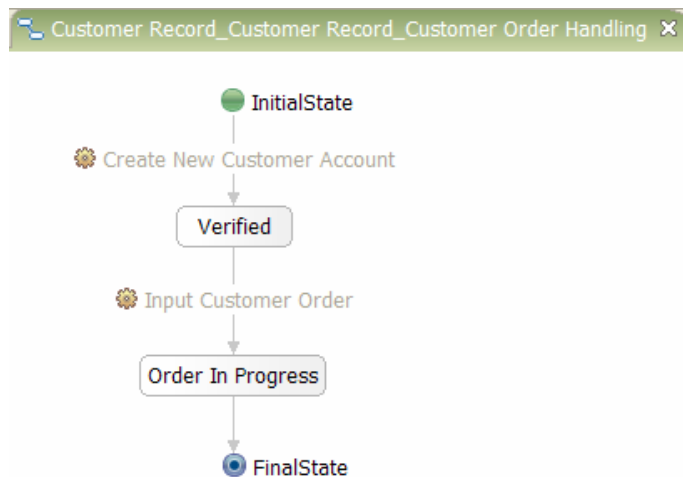 Customer Record_Customer Record_Customer Order Handling
InitialState
Create New Customer Account
Verified
Input Customer Order
Order In Progress
FinalState